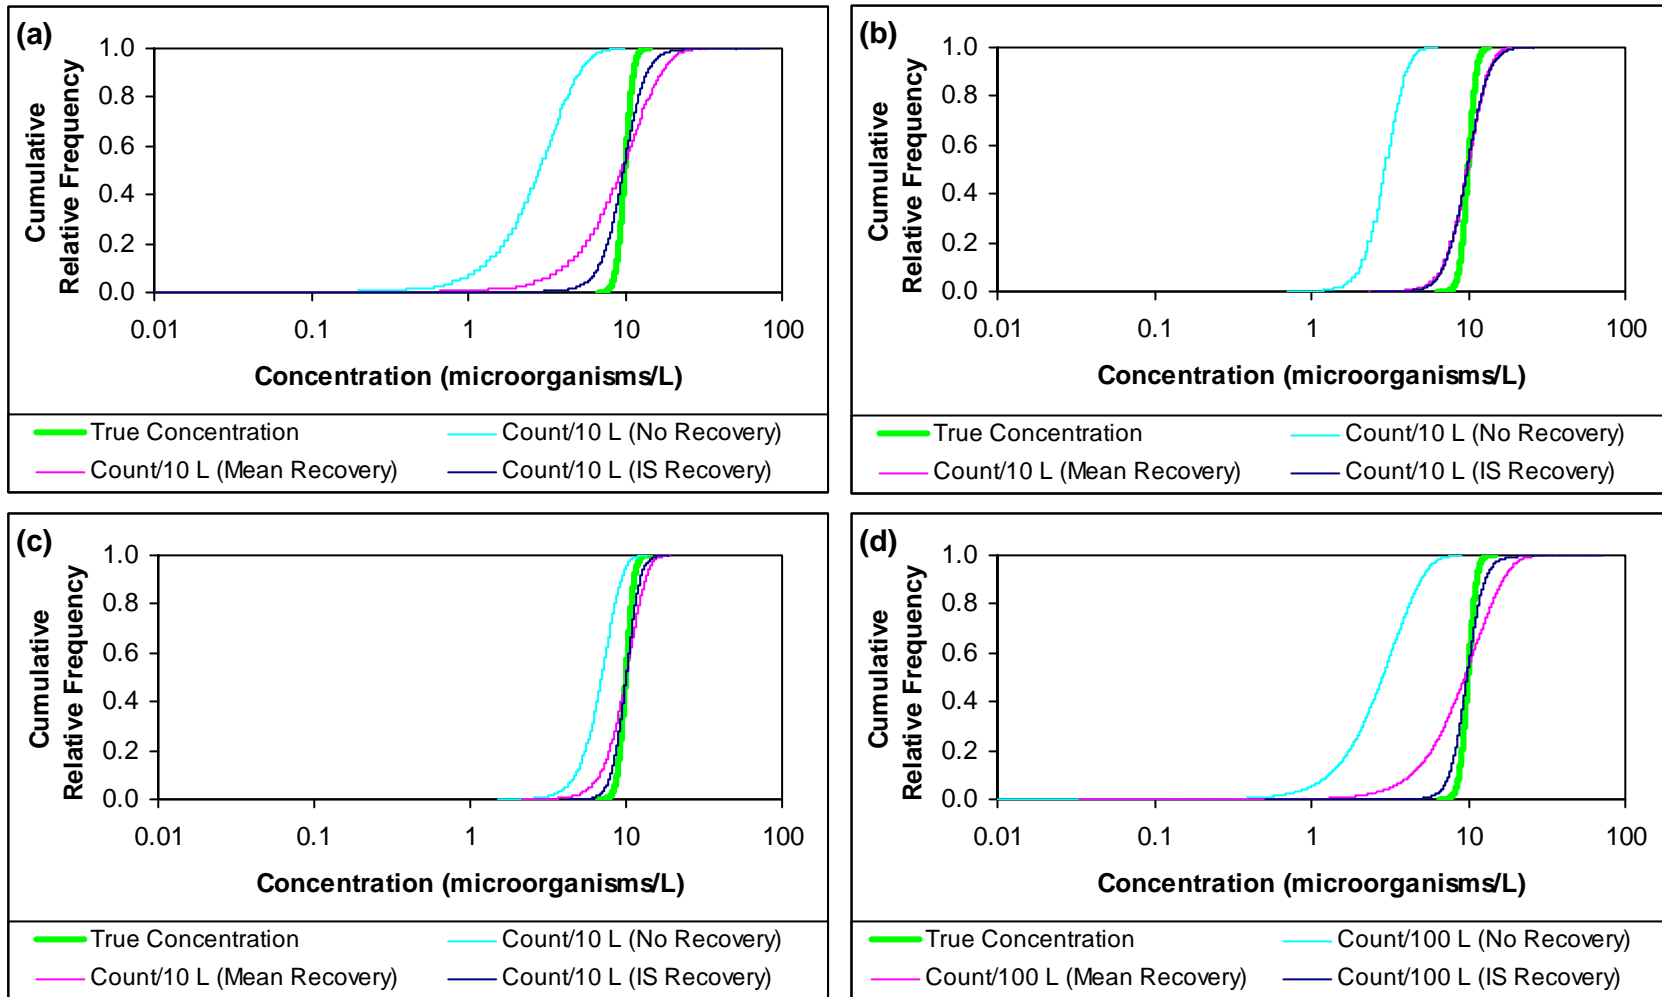 (a)
Cumulative
Relative Frequency
1.0
0.8
0.6
0.4
0.2
0.0
0.01 0.1 1 10 100
Concentration (microorganisms/L)
True Concentration Count/10 L (No Recovery)
Count/10 L (Mean Recovery) Count/10 L (IS Recovery)
(b)
Cumulative
Relative Frequency
1.0
0.8
0.6
0.4
0.2
0.0
0.01 0.1 1 10 100
Concentration (microorganisms/L)
True Concentration Count/10 L (No Recovery)
Count/10 L (Mean Recovery) Count/10 L (IS Recovery)
(c)
Cumulative
Relative Frequency
1.0
0.8
0.6
0.4
0.2
0.0
0.01 0.1 1 10 100
Concentration (microorganisms/L)
True Concentration Count/10 L (No Recovery)
Count/10 L (Mean Recovery) Count/10 L (IS Recovery)
(d)
Cumulative
Relative Frequency
1.0
0.8
0.6
0.4
0.2
0.0
0.01 0.1 1 10 100
Concentration (microorganisms/L)
True Concentration Count/100 L (No Recovery)
Count/100 L (Mean Recovery) Count/100 L (IS Recovery)